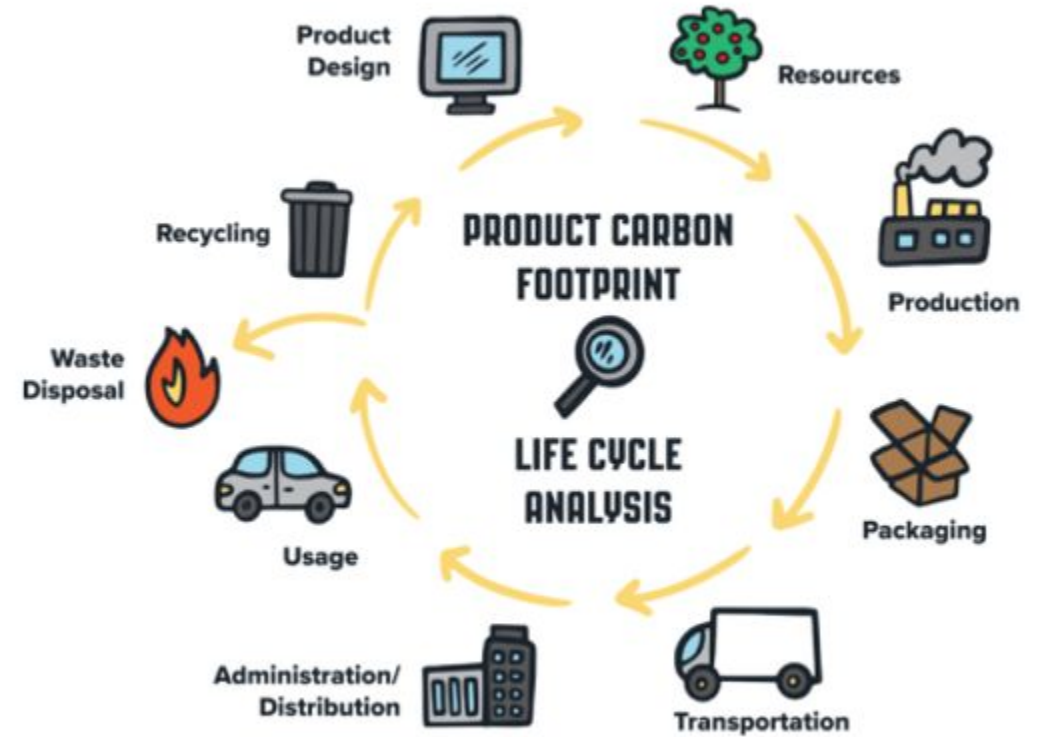 Product
Design
Resources
Recycling
PRODUCT CARBON
FOOTPRINT
Production
Waste
Disposal
LIFE CYCLE
ANALYSIS
Packaging
Usage
Administration/
Distribution
Transportation